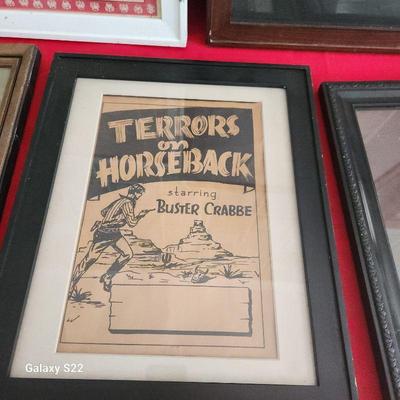 TERRORS
on
HORSEBACK
starring
BUSTER CRABBE
Galaxy S22